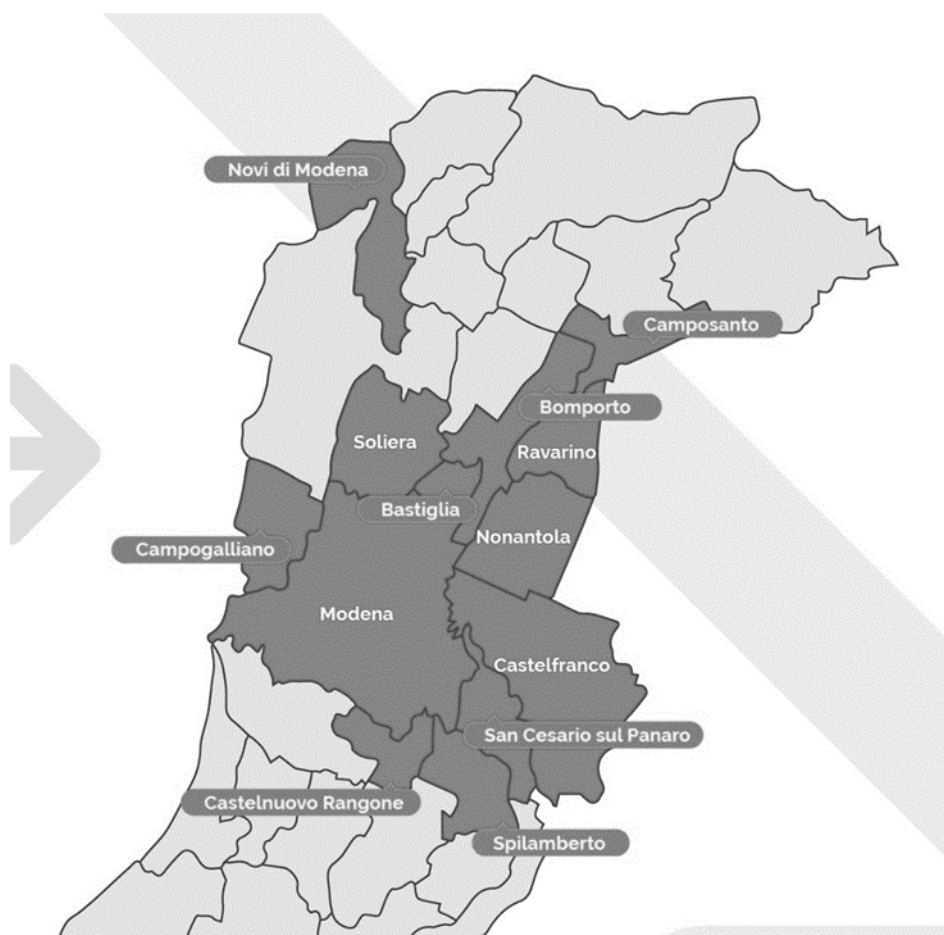 Novi di Modena
Camposanto
Bomporto
Soliera
Ravarino
Bastiglia
Nonantola
Campogalliano
Modena
Castelfranco
San Cesario sul Panaro
Castelnuovo Rangone
Spilamberto